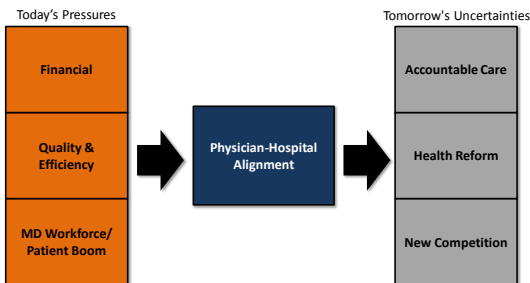 Today's Pressures
Financial
Quality &
Efficiency
MD Workforce/
Patient Boom
Physician-Hospital
Alignment
Tomorrow's Uncertainties
Accountable Care
Health Reform
New Competition